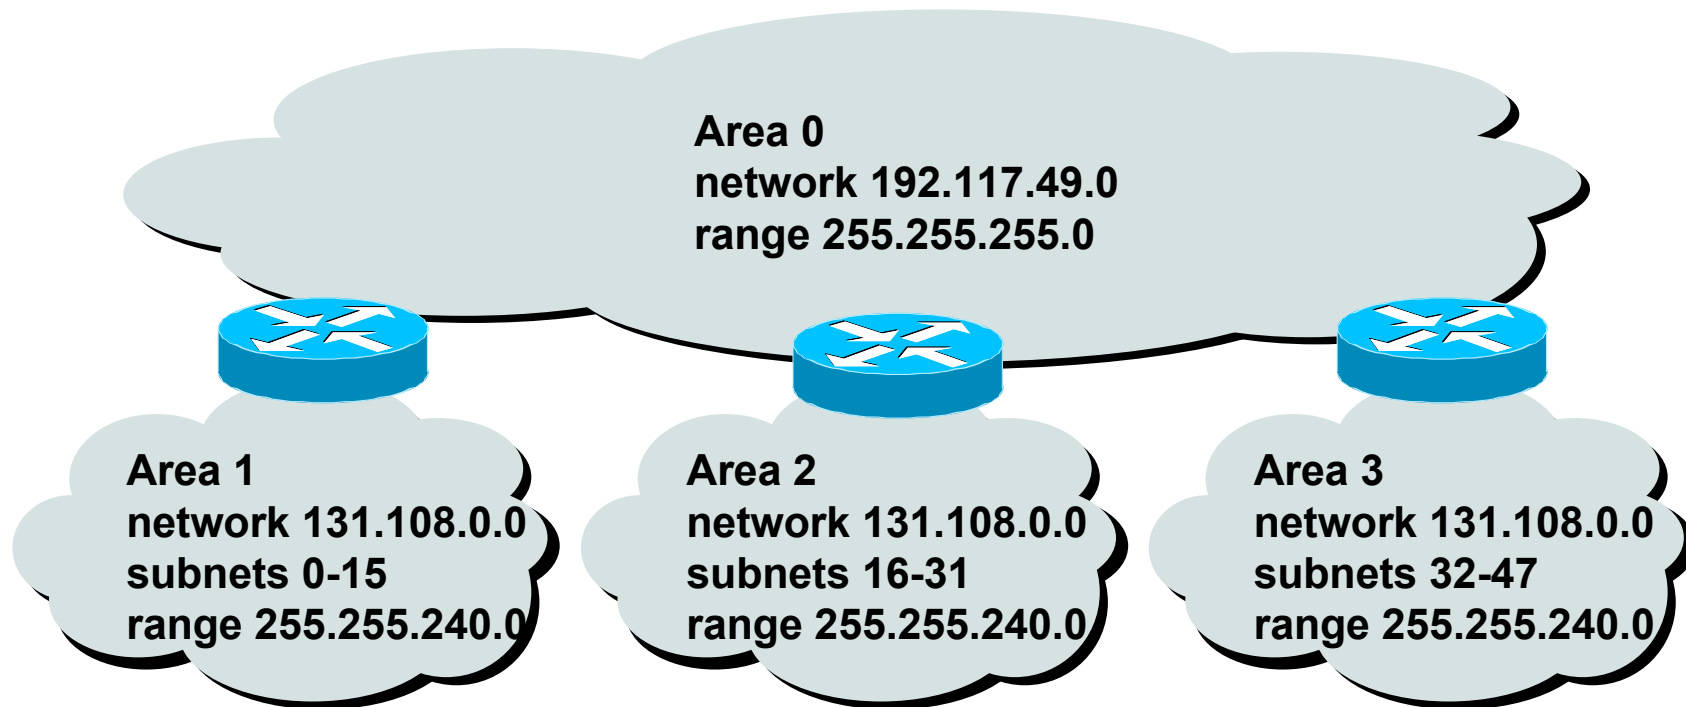 Area 0
network 192.117.49.0
range 255.255.255.0
Area 1
network 131.108.0.0
subnets 0-15
range 255.255.240.0
Area 2
network 131.108.0.0
subnets 16-31
range 255.255.240.0
Area 3
network 131.108.0.0
subnets 32-47
range 255.255.240.0